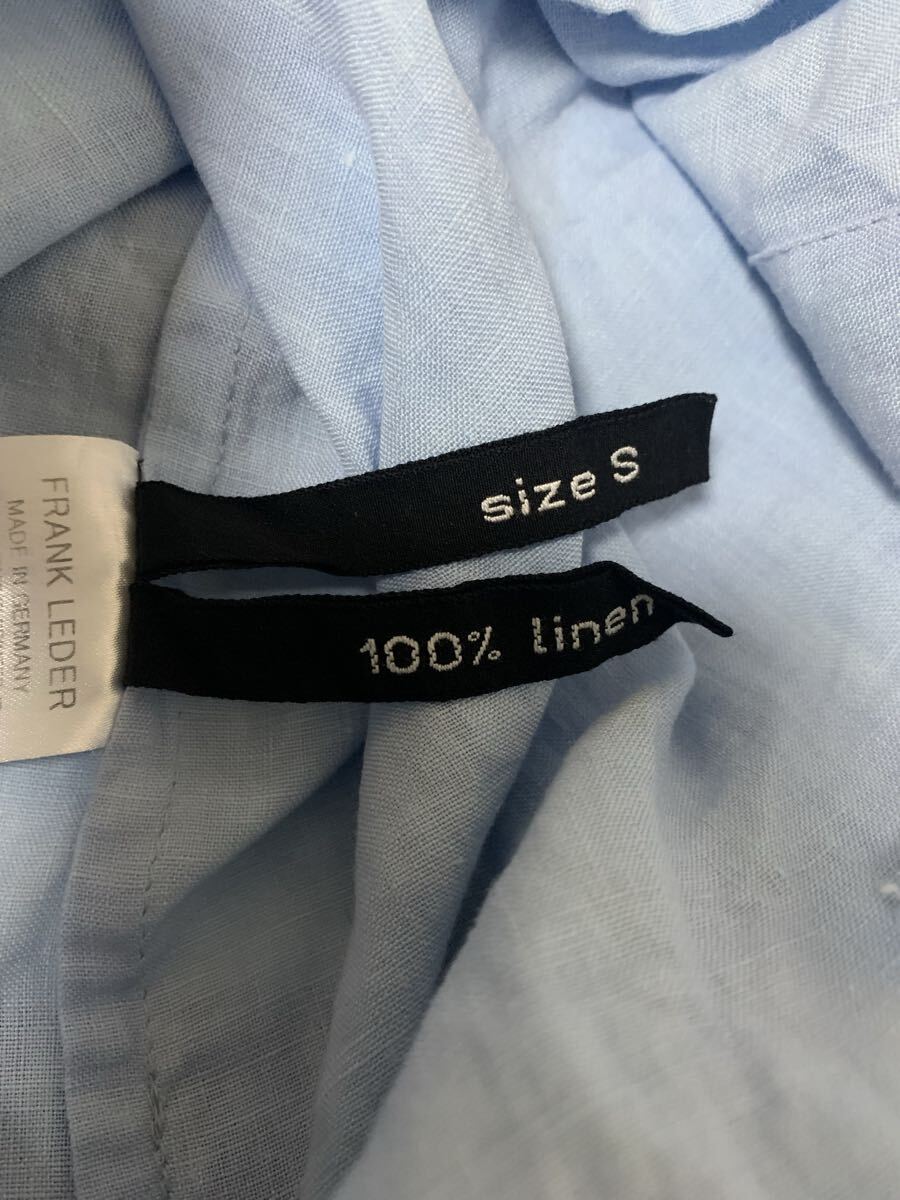 size S
100% linen
FRANK LEDER
MADE IN GERMANY